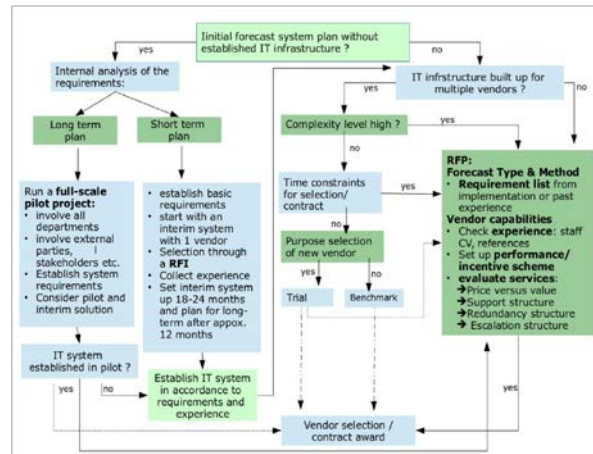 Iinitial forecast system plan without
established IT infrastructure ?
yes
no
Internal analysis of the
requirements:
IT infrstructure built up for
multiple vendors ?
yes
no
Long term
plan
Short term
plan
Complexity level high ?
yes
no
Run a full-scale
pilot project:
• involve all
departments
• involve external
parties,
stakeholders etc.
• Establish system
requirements
• Consider pilot and
interim solution
• establish basic
requirements
• start with an
interim system
with 1 vendor
• Selection through
a RFI
• Collect experience
• Set interim system
up 18-24 months
and plan for long-
term after appox.
12 months
Time constraints
for selection/
contract
yes
no
Purpose selection
of new vendor
yes
no
Trial
Benchmark
RFP:
Forecast Type & Method
• Requirement list from
implementation or past
experience
Vendor capabilities
• Check experience: staff
CV, references
• Set up performance/
incentive scheme
• evaluate services:
➔Price versus value
➔Support structure
➔Redundancy structure
➔ Escalation structure
IT system
established in pilot ?
yes
no
Establish IT system
in accordance to
requirements and
experience
yes
Vendor selection /
contract award